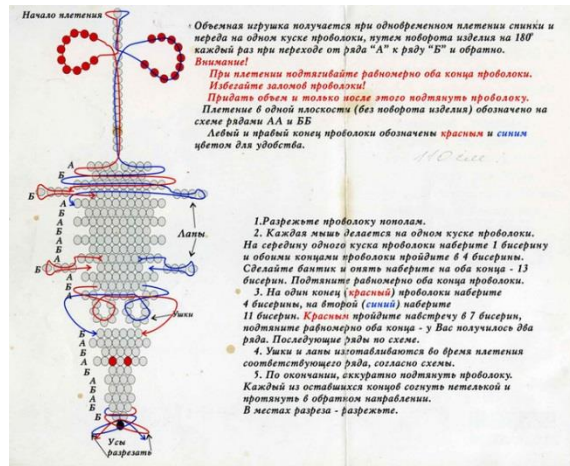 Начало плетения
Объемная игрушка получается при одновременном плетении спинки и
переда на одном куске проволоки, путем поворота изделия на 180°
каждый раз при переходе от ряда "А" к ряду "Б" и обратно.
Внимание!
При плетении подтягивайте равномерно оба конца проволоки.
Избегайте заломов проволоки!
Придать объем и только после этого подтянуть проволоку.
Плетение в одной плоскости (без поворота изделия) обозначено на
схеме рядами АА и ББ
Левый и правый конец проволоки обозначены красным и синим
цветом для удобства.
А
Б
А
Б
Б
А
Б
А
Б
А
Б
А
Б
А
Лапы
Б
А
Ушки
Б
А
Б
А
Б
А
Б
А
Б
Б
Усы
разрезать
1.Разрежьте проволоку пополам.
2. Каждая мышь делается на одном куске проволоки.
На середину одного куска проволоки наберите 1 бисерину
и обоими концами проволоки пройдите в 4 бисерины.
Сделайте бантик и опять наберите на оба конца - 13
бисерин. Подтяните равномерно оба конца проволоки.
3. На один конец (красный) проволоки наберите
4 бисерины, на второй (синий) наберите
11 бисерин. Красным пройдите навстречу в 7 бисерин,
подтяните равномерно оба конца - у Вас получилось два
ряда. Последующие ряды по схеме.
4. Ушки и лапы изготавливаются во время плетения
соответствующего ряда, согласно схемы.
5. По окончании, аккуратно подтянуть проволоку.
Каждый из оставшихся концов согнуть петелькой и
протянуть в обратном направлении.
В местах разреза - разрежьте.